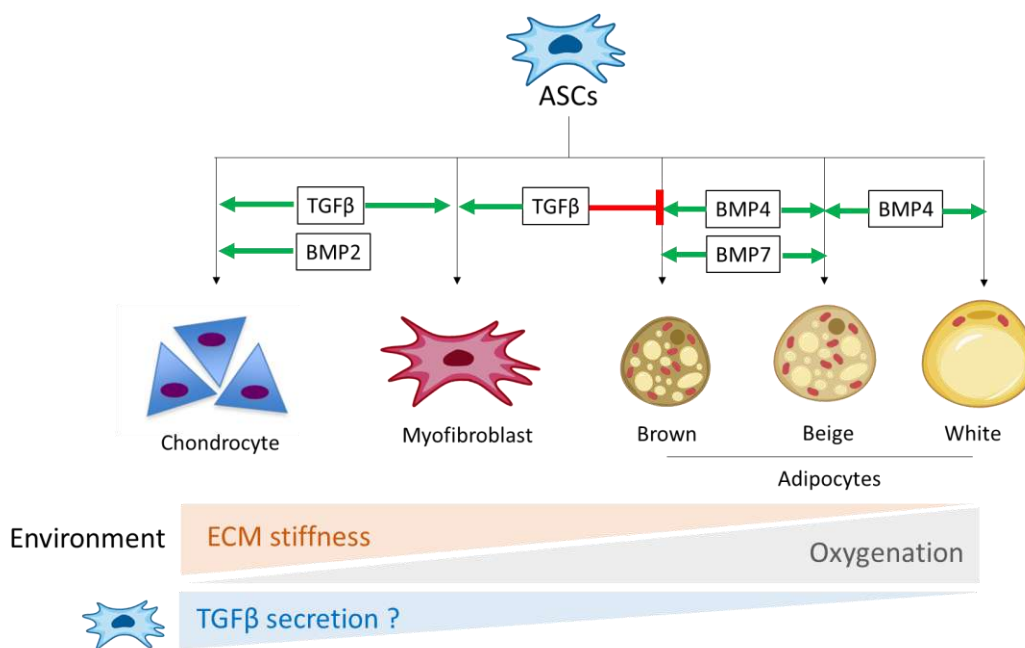 ASCs
TGFβ
TGFβ
BMP4
BMP4
BMP2
BMP7
Chondrocyte
Myofibroblast
Brown
Beige
White
Adipocytes
Environment
ECM stiffness
Oxygenation
TGFβ secretion ?